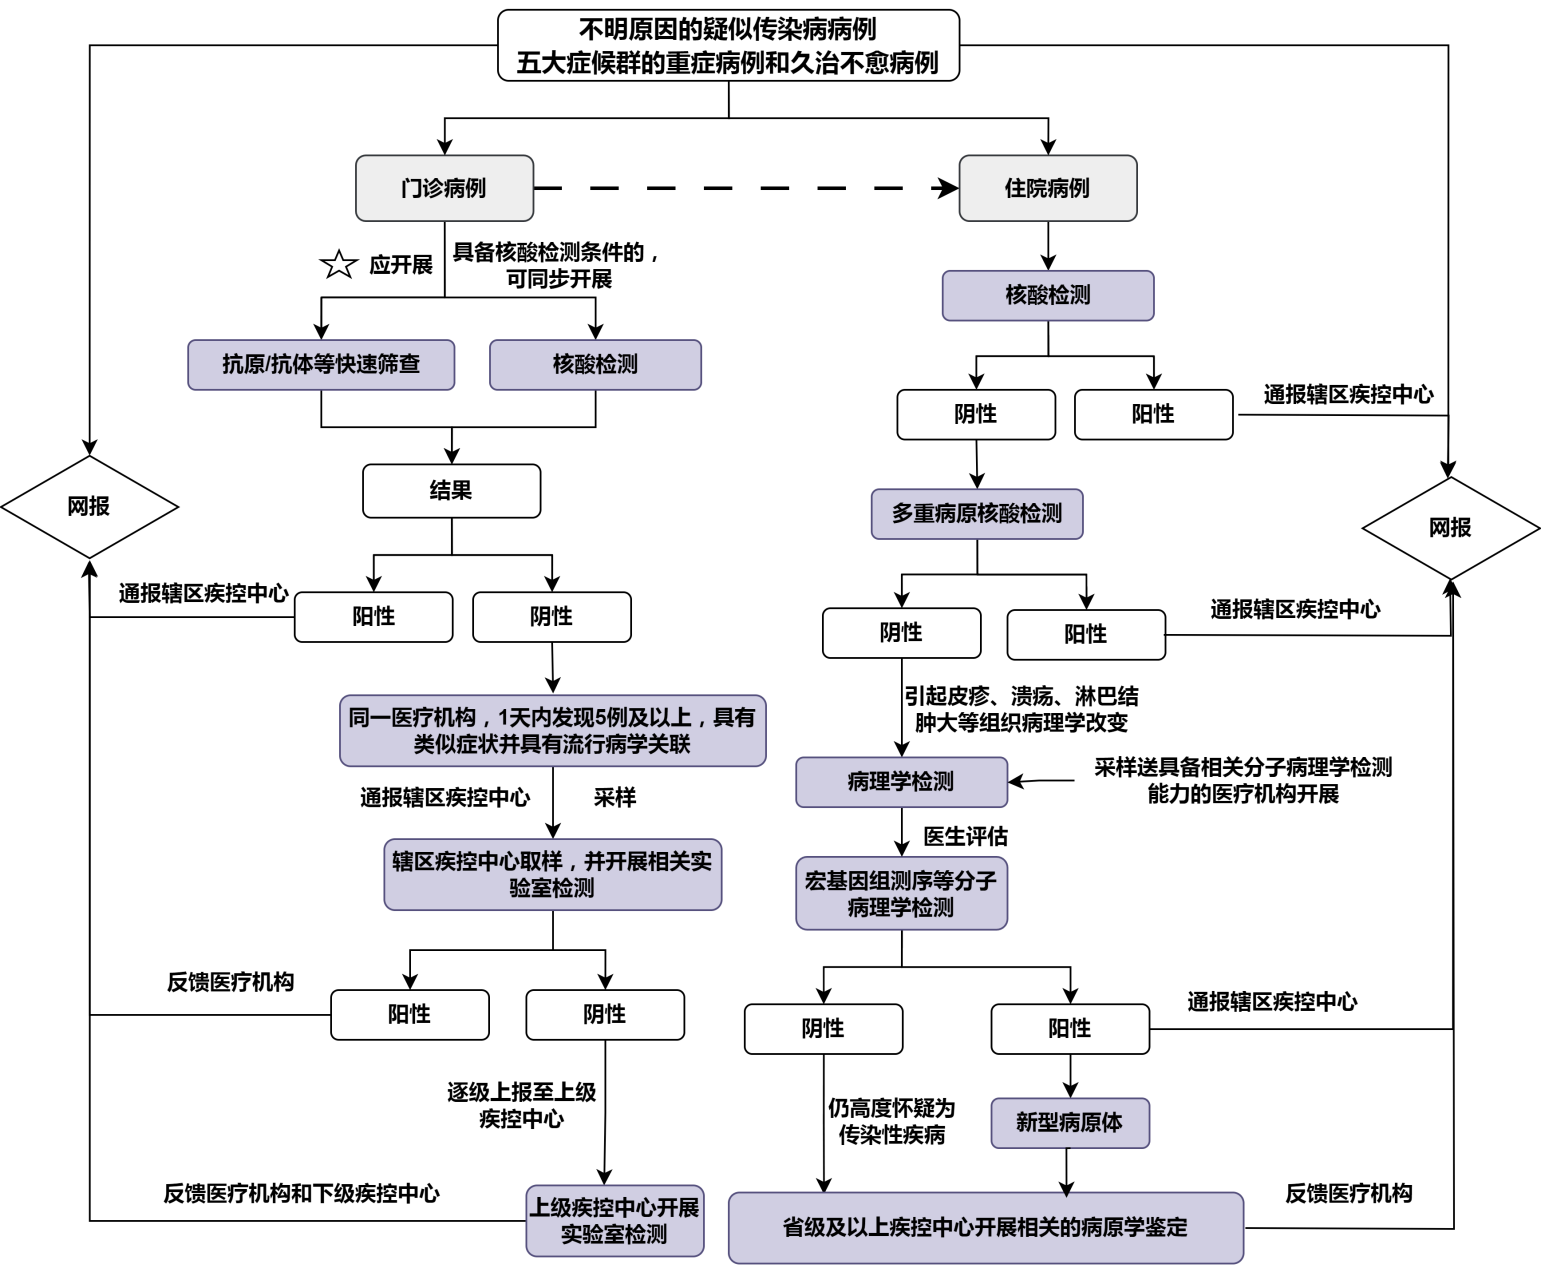 不明原因的疑似传染病病例
五大症候群的重症病例和久治不愈病例
门诊病例
住院病例
应开展
具备核酸检测条件的，
可同步开展
抗原/抗体等快速筛查
核酸检测
核酸检测
阴性
阳性
通报辖区疾控中心
结果
网报
网报
多重病原核酸检测
通报辖区疾控中心
阳性
阴性
阴性
阳性
通报辖区疾控中心
同一医疗机构，1天内发现5例及以上，具有
类似症状并具有流行病学关联
引起皮疹、溃疡、淋巴结
肿大等组织病理学改变
通报辖区疾控中心
采样
病理学检测
采样送具备相关分子病理学检测
能力的医疗机构开展
医生评估
辖区疾控中心取样，并开展相关实
验室检测
宏基因组测序等分子
病理学检测
反馈医疗机构
阳性
阴性
阴性
阳性
通报辖区疾控中心
逐级上报至上级
疾控中心
仍高度怀疑为
传染性疾病
新型病原体
反馈医疗机构和下级疾控中心
上级疾控中心开展
实验室检测
省级及以上疾控中心开展相关的病原学鉴定
反馈医疗机构